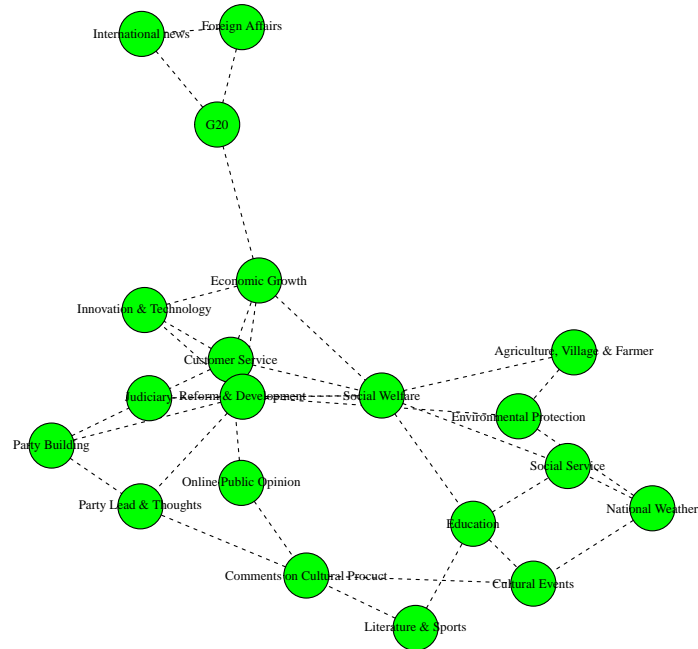 Foreign Affairs
International news
G20
Economic Growth
Innovation & Technology
Agriculture, Village & Farmer
Customer Service
Judiciary
Reform & Development
Social Welfare
Environmental Protection
Party Building
Social Service
Online Public Opinion
Party Lead & Thoughts
National Weather
Education
Comments on Cultural Procuct
Cultural Events
Literature & Sports